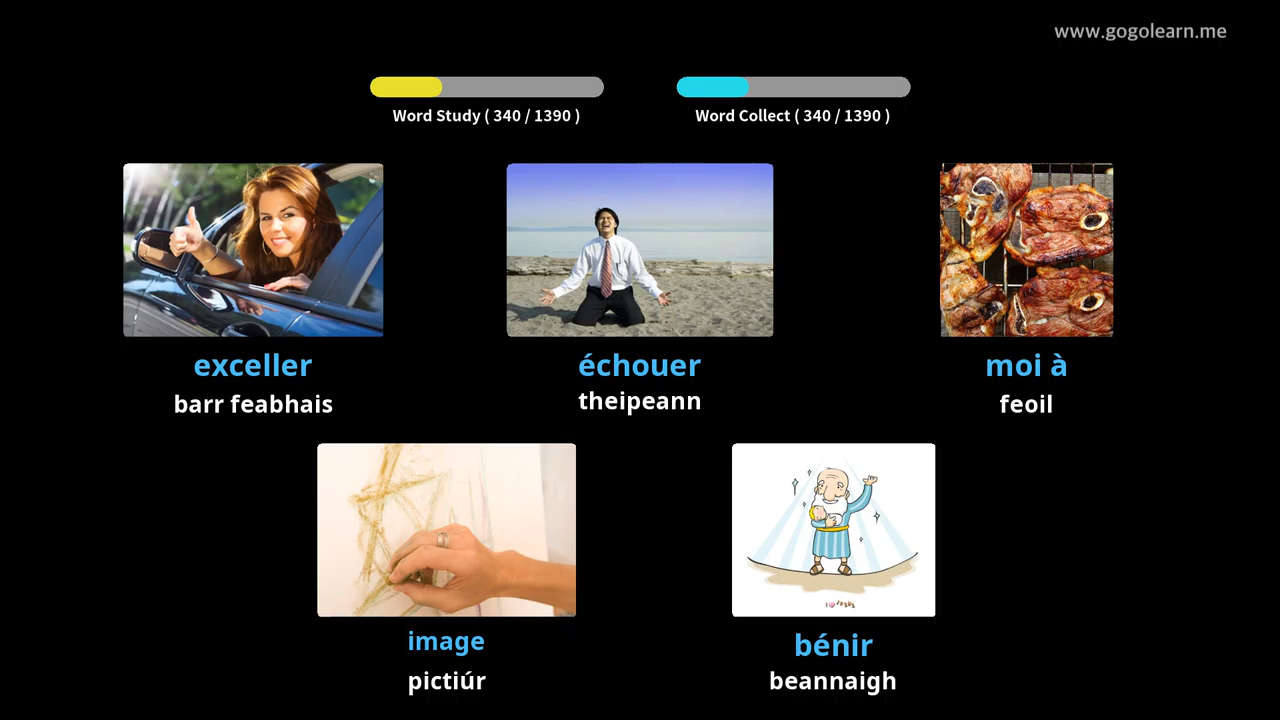 www.gogolearn.me
Word Study ( 340 / 1390 )
Word Collect ( 340 / 1390 )
exceller
barr feabhais
échouer
theipeann
moi à
feoil
image
pictiúr
bénir
beannaigh
I JESUS